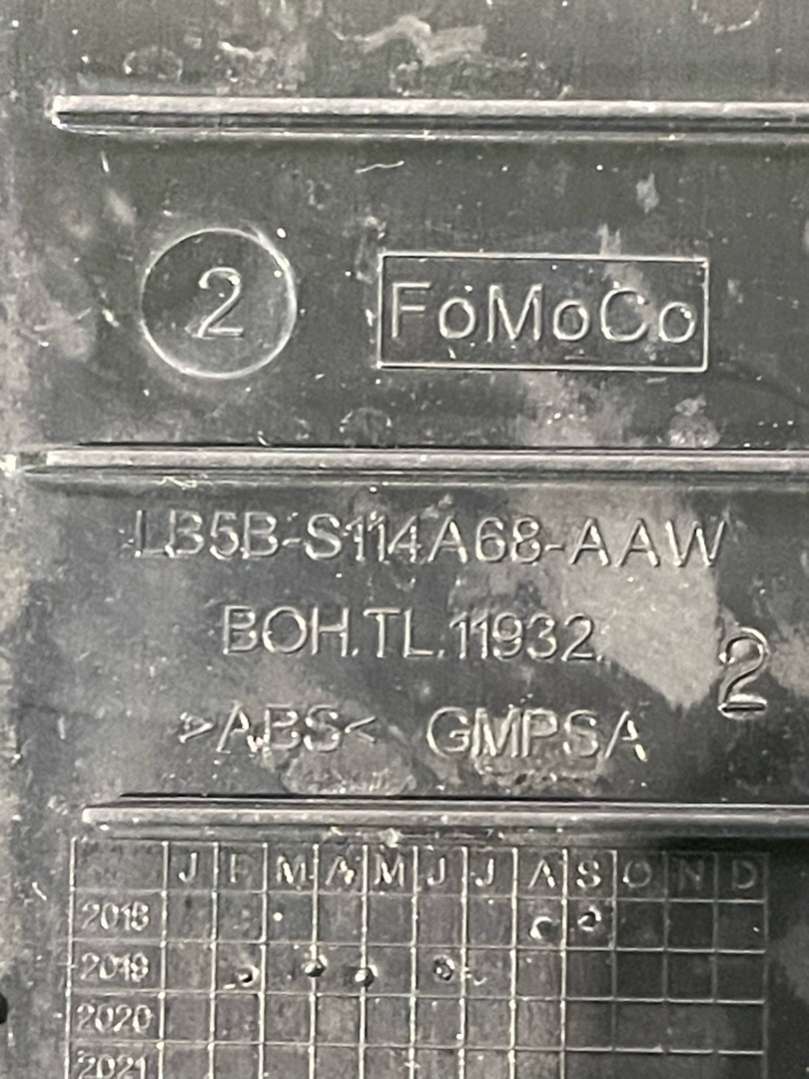 2 FoMoCo
LB5B-S114A68-AAW
BOH.TL.11932
2
>ABS< GMPSA
J F M A M J J A S O N D
2018
2019
2020
2021